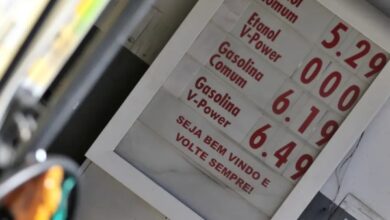 Comum 5.29
Etanol
V-Power 000
Gasolina
Comum 6.19
Gasolina
V-Power 6.49
SEJA BEM VINDO E
VOLTE SEMPRE!